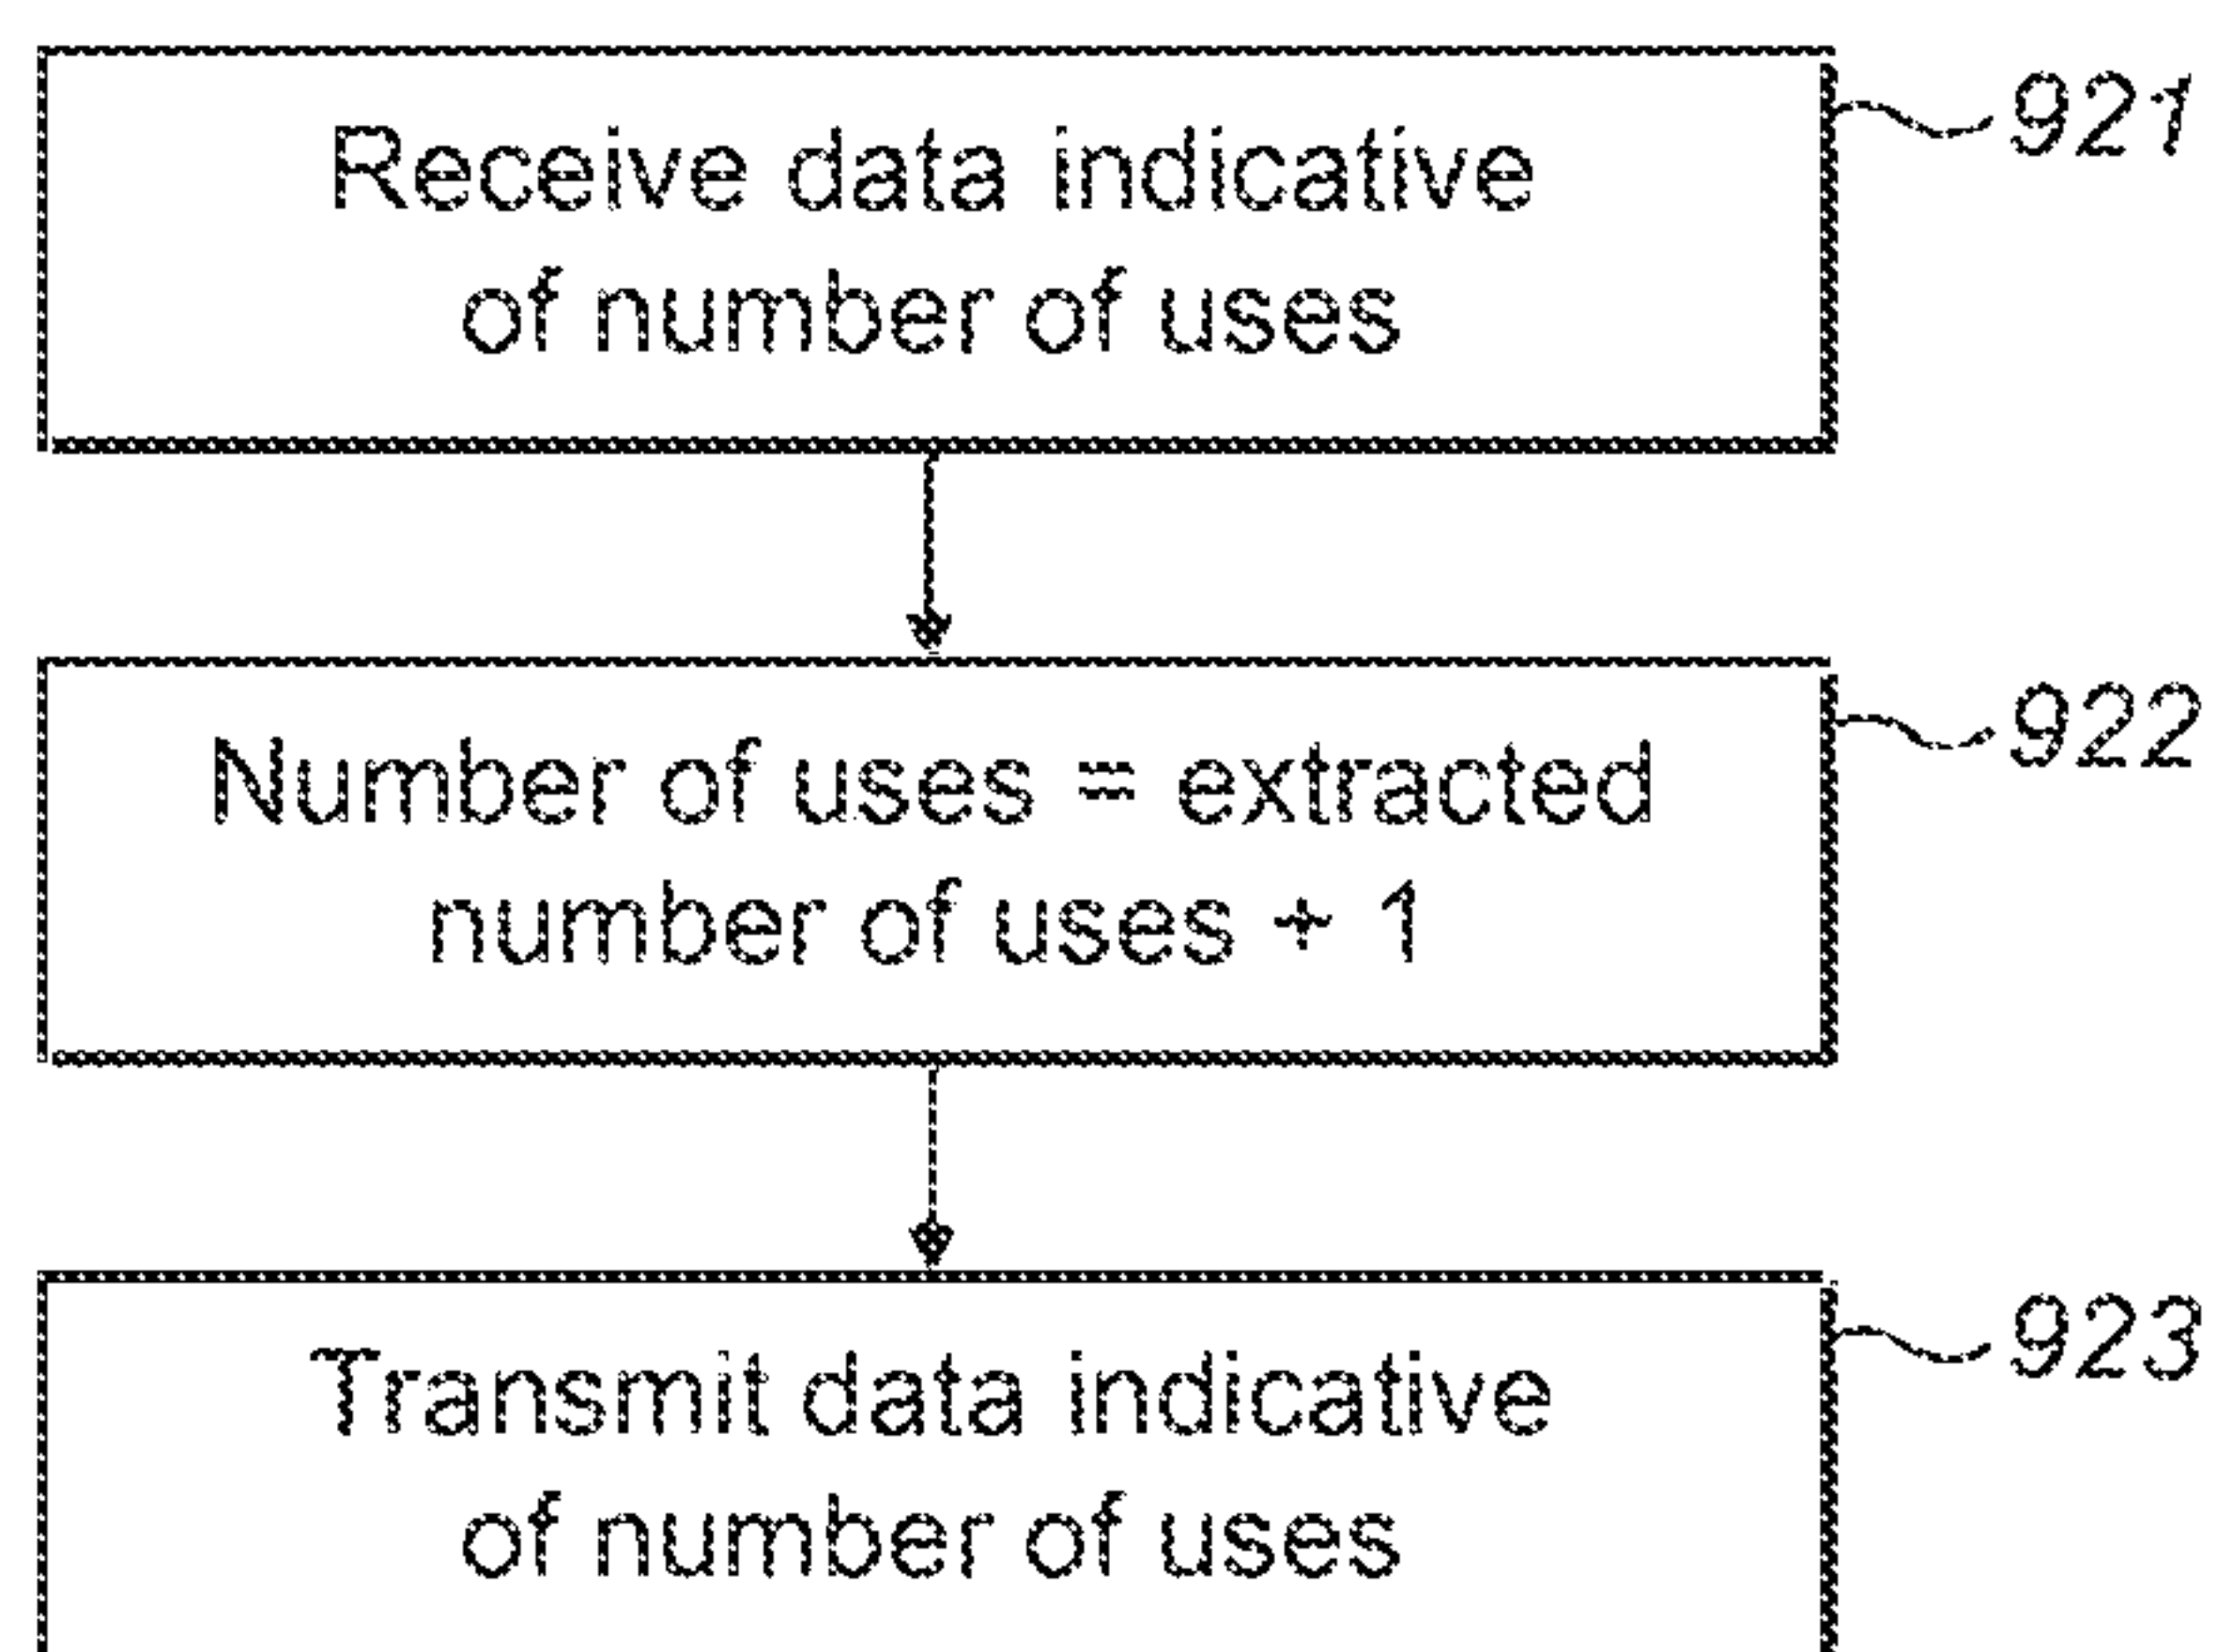 Receive data indicative
of number of uses
921
Number of uses = extracted
number of uses + 1
922
Transmit data indicative
of number of uses
923